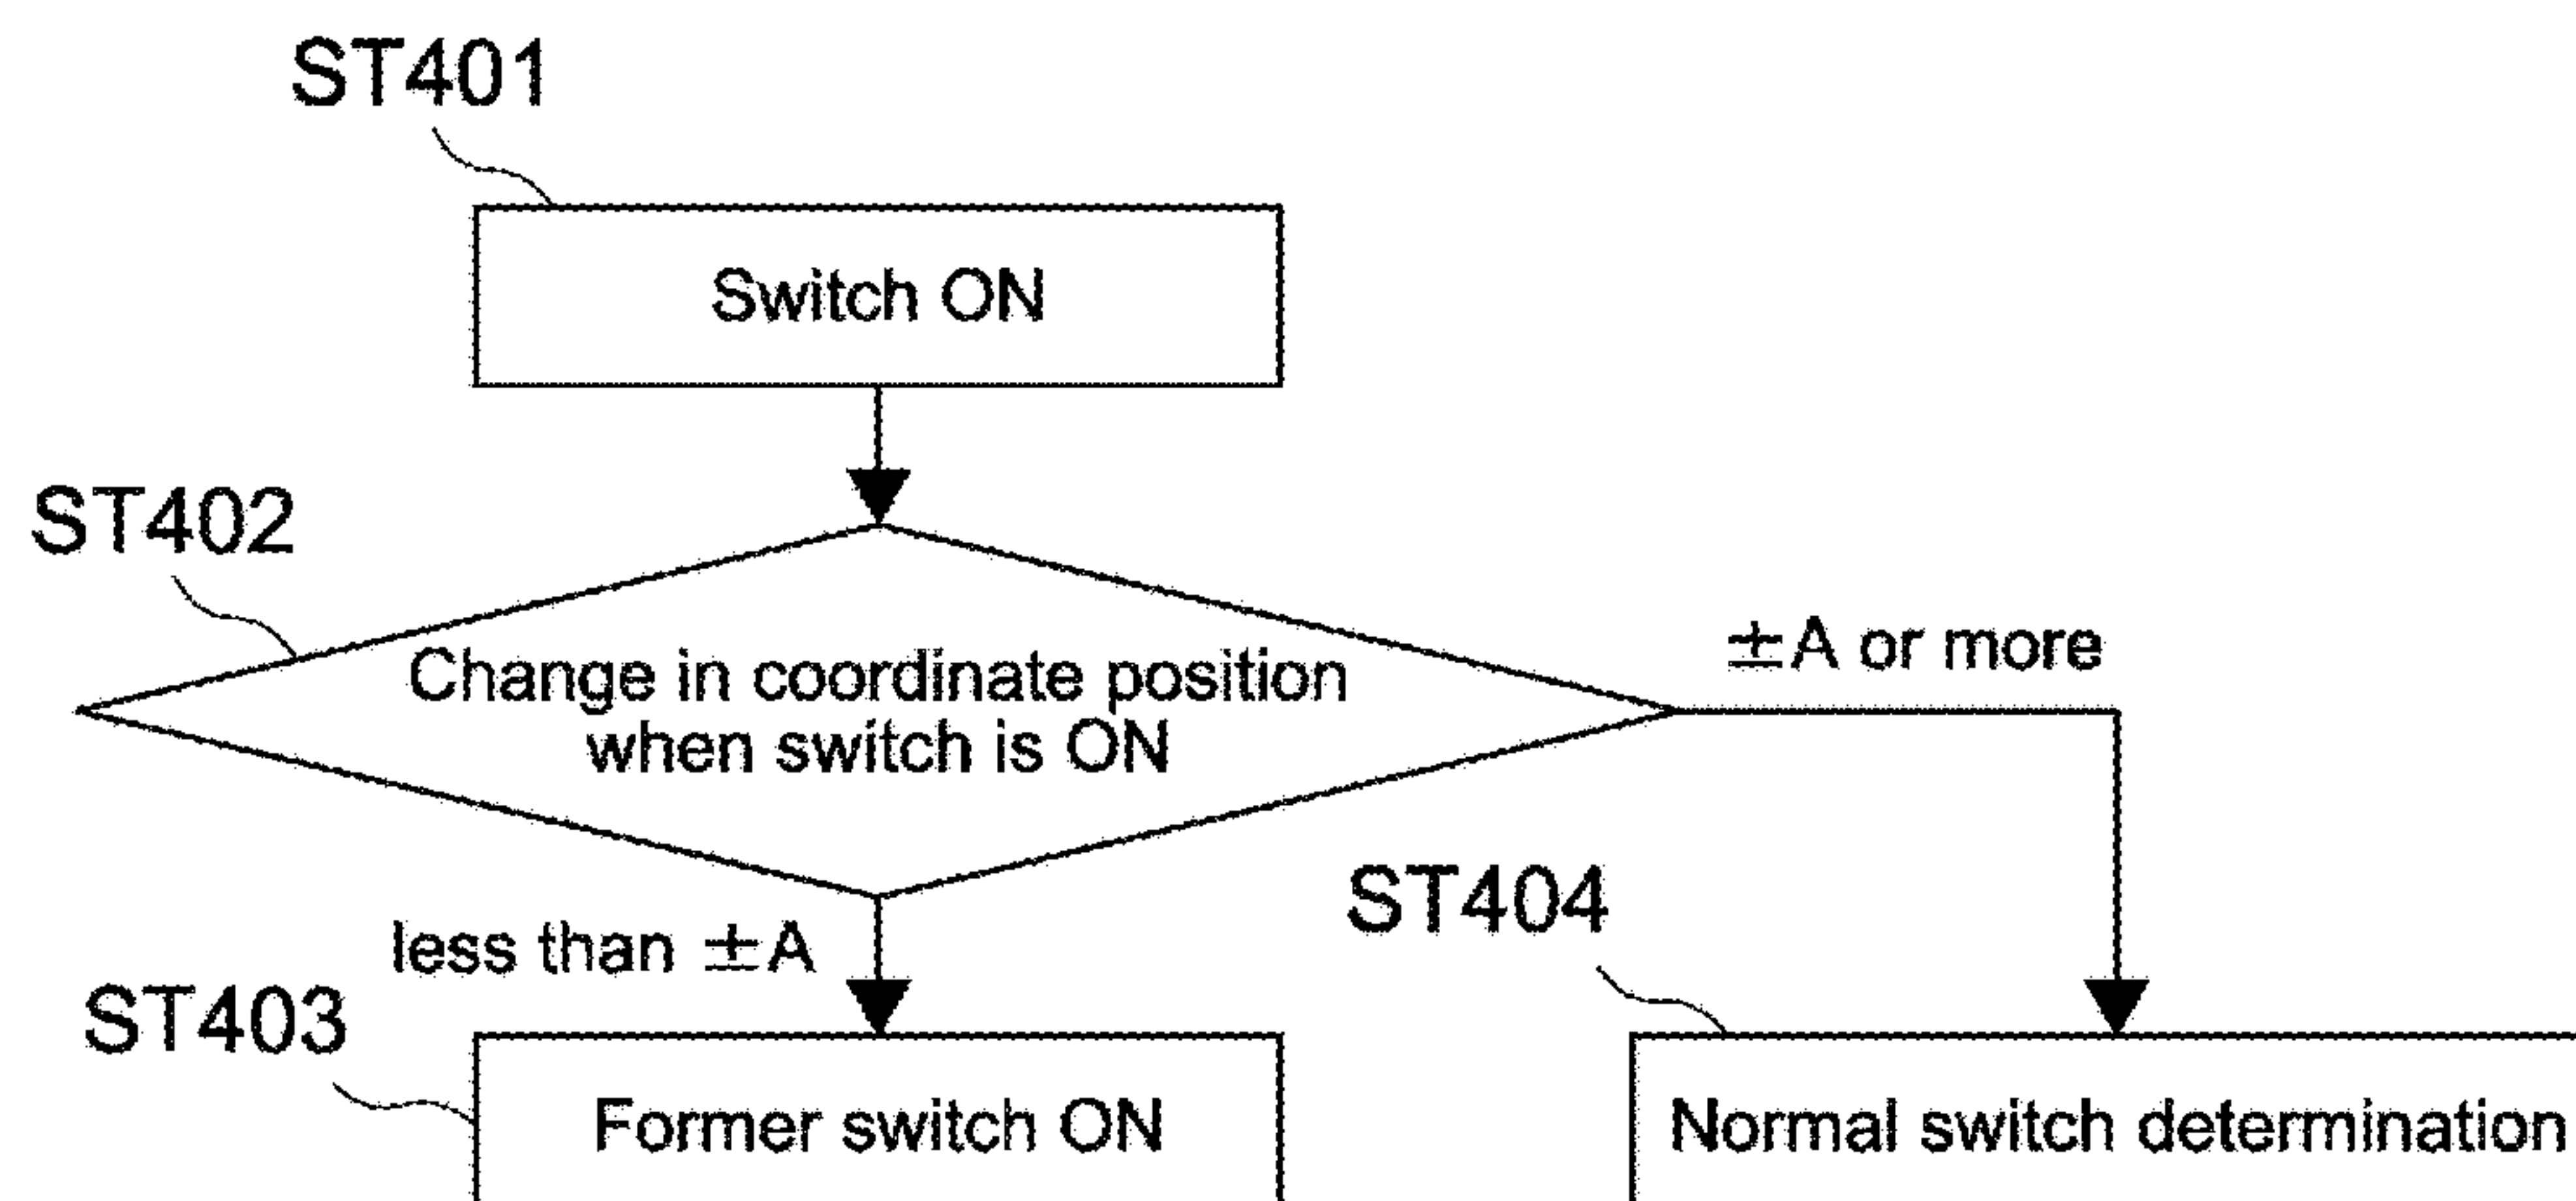 ST401
Switch ON
ST402
Change in coordinate position
when switch is ON
±A or more
less than ±A
ST403
Former switch ON
ST404
Normal switch determination